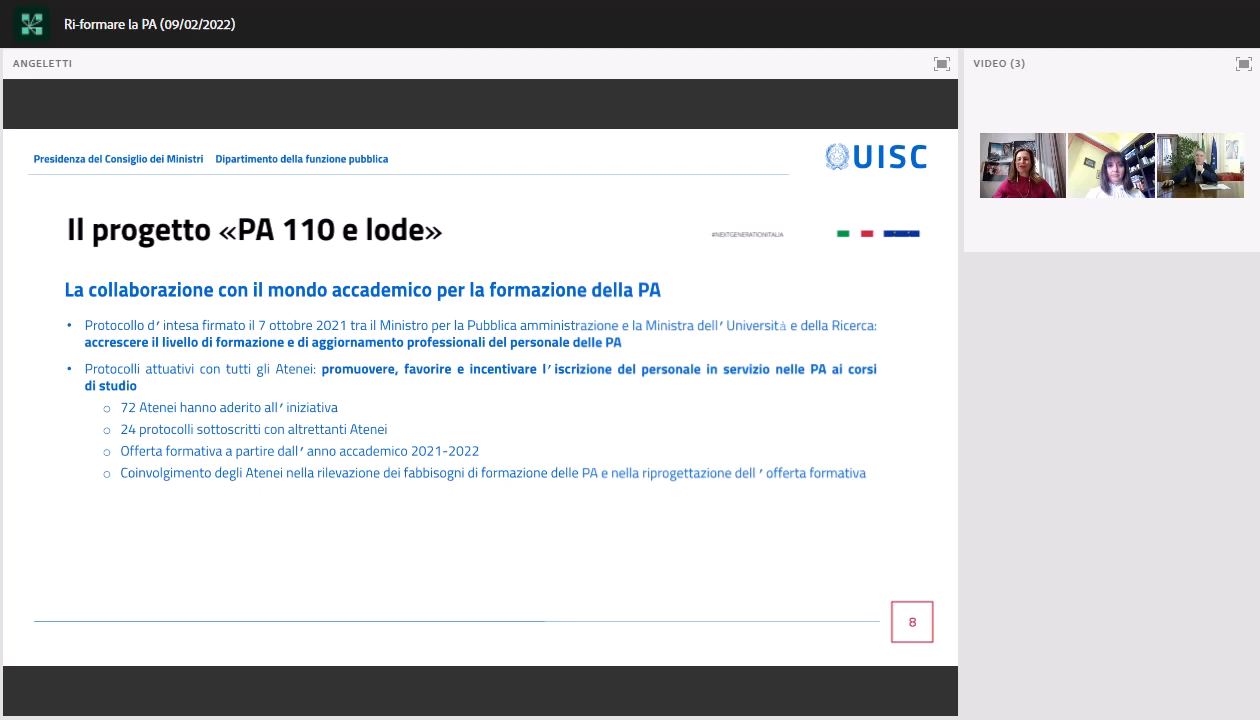 Ri-formare la PA (09/02/2022)
ANGELETTI
VIDEO (3)
Presidenza del Consiglio dei Ministri Dipartimento della funzione pubblica
UISC
Il progetto «PA 110 e lode»
#NEXTGENERATIONITALIA
La collaborazione con il mondo accademico per la formazione della PA
• Protocollo d’ intesa firmato il 7 ottobre 2021 tra il Ministro per la Pubblica amministrazione e la Ministra dell’ Università e della Ricerca:
accrescere il livello di formazione e di aggiornamento professionali del personale delle PA
• Protocolli attuativi con tutti gli Atenei: promuovere, favorire e incentivare l’ iscrizione del personale in servizio nelle PA ai corsi
di studio
○ 72 Atenei hanno aderito all’ iniziativa
○ 24 protocolli sottoscritti con altrettanti Atenei
○ Offerta formativa a partire dall’ anno accademico 2021-2022
○ Coinvolgimento degli Atenei nella rilevazione dei fabbisogni di formazione delle PA e nella riprogettazione dell ’ offerta formativa
8